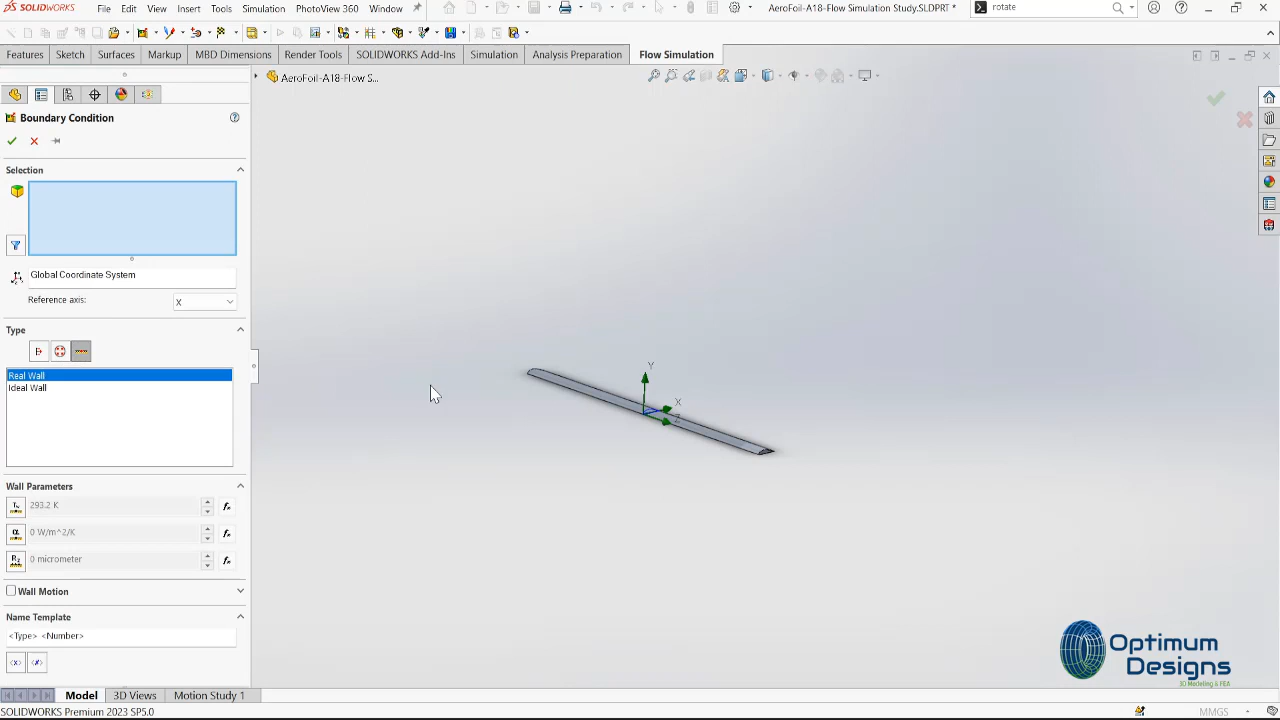 SOLIDWORKS File Edit View Insert Tools Simulation PhotoView 360 Window AeroFoil-A18-Flow Simulation Study.SLDPRT * rotate
Features Sketch Surfaces Markup MBD Dimensions Render Tools SOLIDWORKS Add-Ins Simulation Analysis Preparation Flow Simulation
AeroFoil-A18-Flow S...
Boundary Condition
Selection
Global Coordinate System
Reference axis: X
Type
Real Wall
Ideal Wall
Y
X
Z
Wall Parameters
293.2 K
0 W/m^2/K
0 micrometer
Wall Motion
Name Template
<Type> <Number>
Optimum
Designs
3D Modeling & FEA
Model 3D Views Motion Study 1
SOLIDWORKS Premium 2023 SP5.0 MMGS